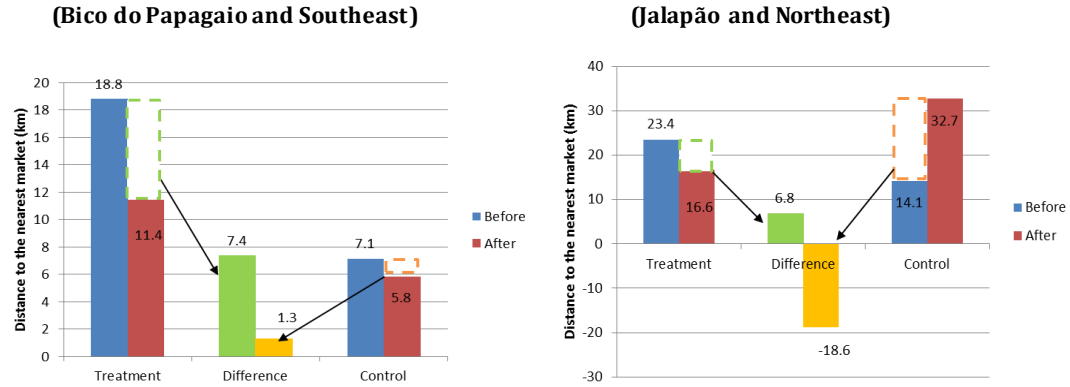 (Bico do Papagaio and Southeast)
Distance to the nearest market (km)
20
18
16
14
12
10
8
6
4
2
0
18.8
11.4
7.4
1.3
7.1
5.8
Treatment
Difference
Control
Before
After
(Jalapão and Northeast)
Distance to the nearest market (km)
40
30
20
10
0
-10
-20
-30
23.4
16.6
6.8
-18.6
14.1
32.7
Treatment
Difference
Control
Before
After